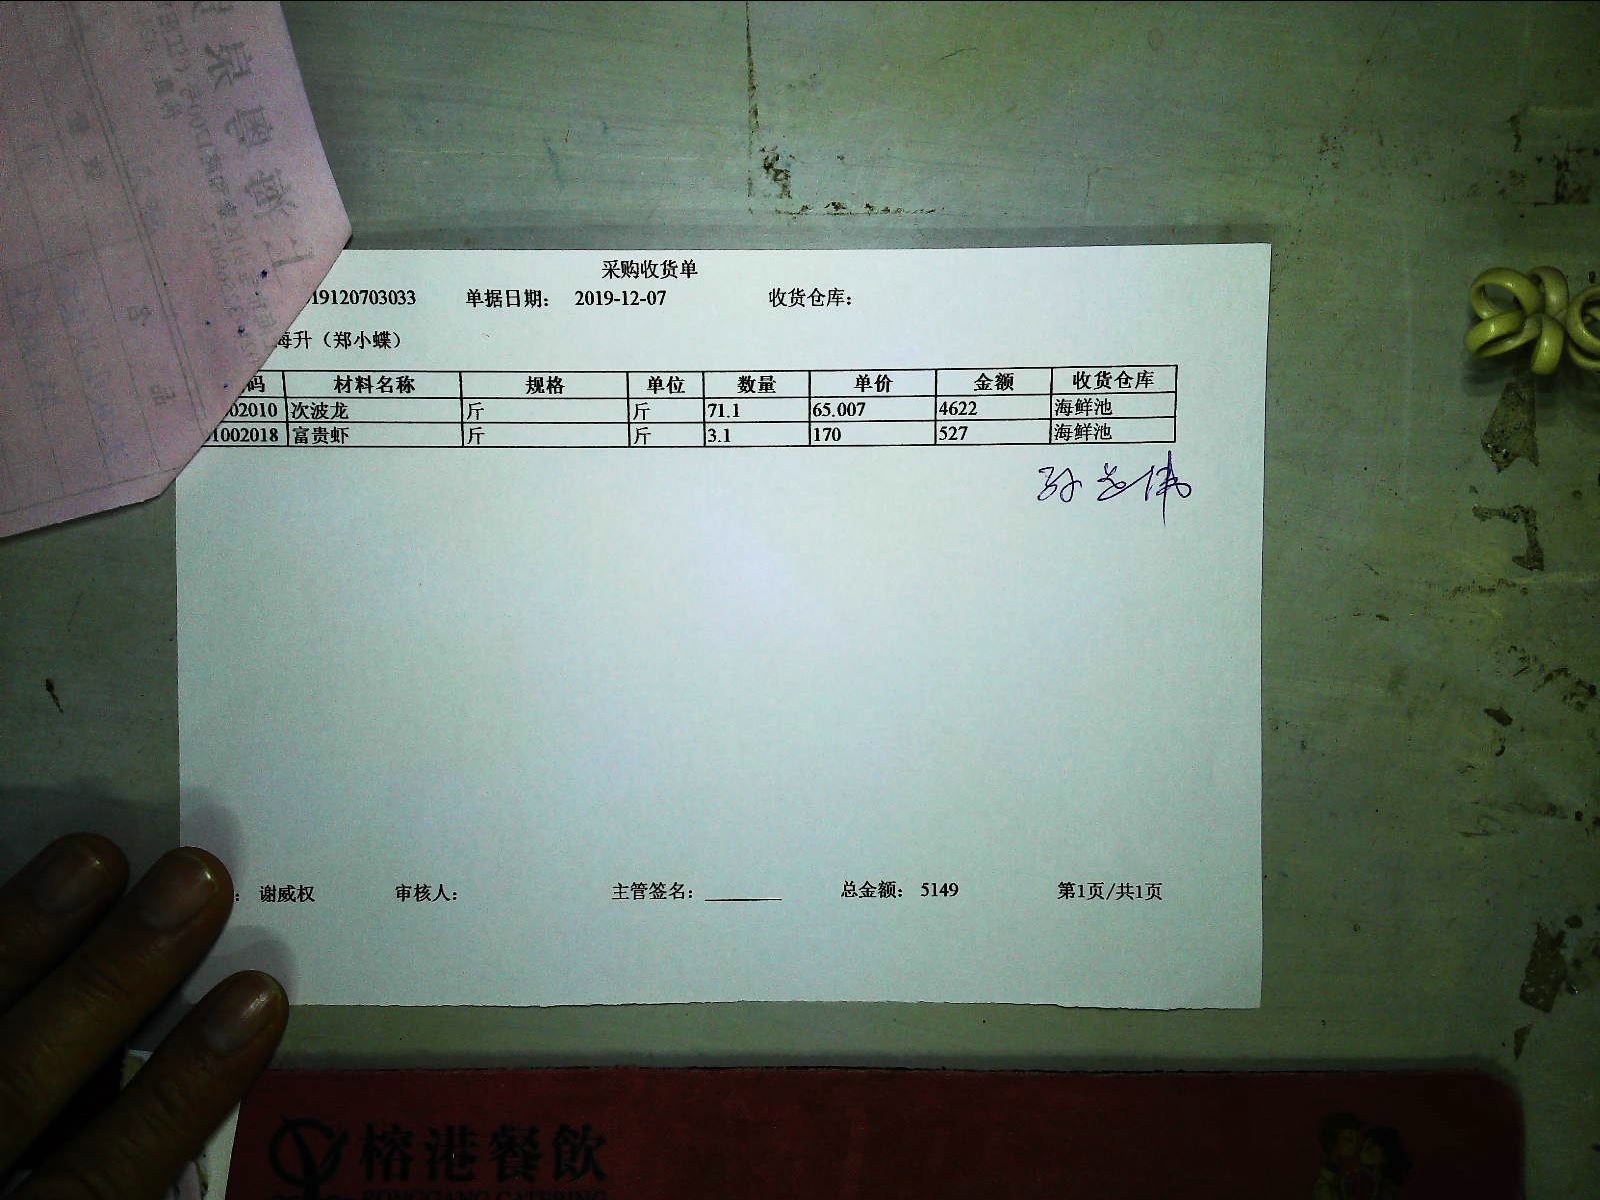 采购收货单
19120703033 单据日期： 2019-12-07 收货仓库：
海升（郑小蝶）
码 材料名称 规格 单位 数量 单价 金额 收货仓库
02010 次波龙 斤 斤 71.1 65.007 4622 海鲜池
1002018 富贵虾 斤 斤 3.1 170 527 海鲜池
： 谢威权 审核人： 主管签名： 总金额： 5149 第1页/共1页
榕港餐飲